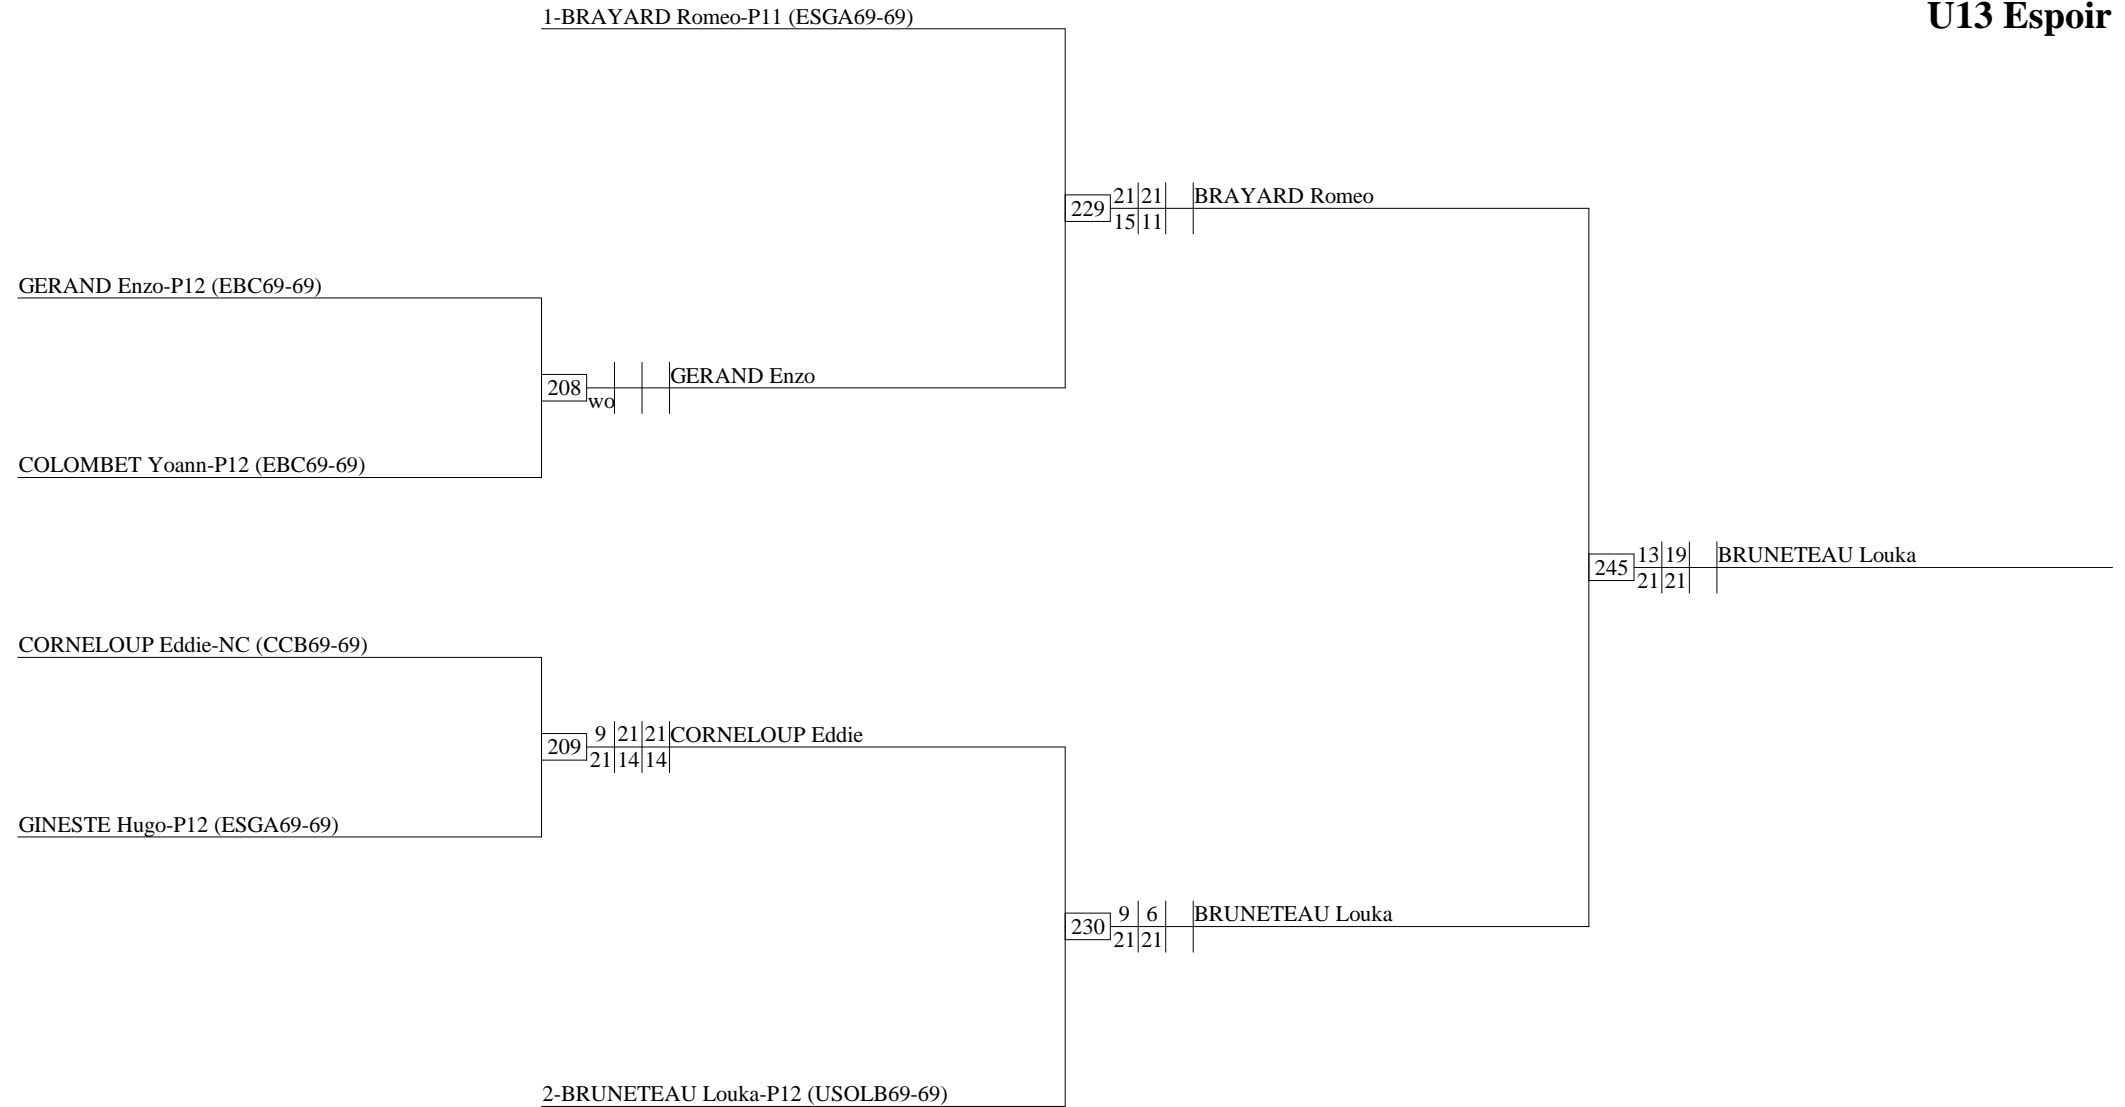 1-BRAYARD Romeo-P11 (ESGA69-69)
U13 Espoir
21 21 BRAYARD Romeo
229
15 11
GERAND Enzo-P12 (EBC69-69)
GERAND Enzo
208
wo
COLOMBET Yoann-P12 (EBC69-69)
13 19 BRUNETEAU Louka
245
21 21
CORNELOUP Eddie-NC (CCB69-69)
9 21 21 CORNELOUP Eddie
209
21 14 14
GINESTE Hugo-P12 (ESGA69-69)
9 6 BRUNETEAU Louka
230
21 21
2-BRUNETEAU Louka-P12 (USOLB69-69)